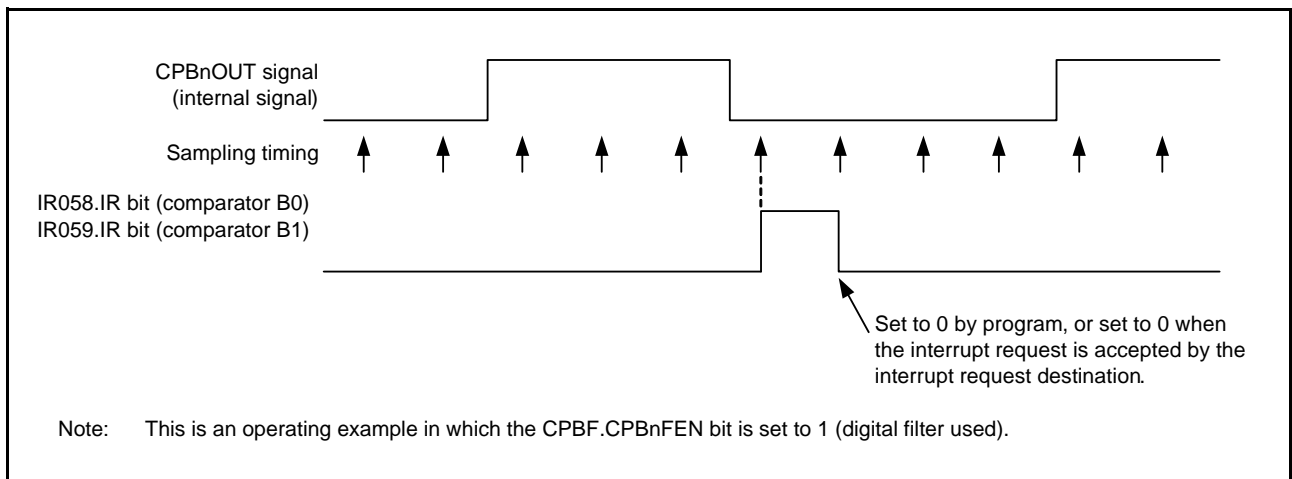 CPBnOUT signal
(internal signal)
Sampling timing
IR058.IR bit (comparator B0)
IR059.IR bit (comparator B1)
Set to 0 by program, or set to 0 when
the interrupt request is accepted by the
interrupt request destination.
Note: This is an operating example in which the CPBF.CPBnFEN bit is set to 1 (digital filter used).